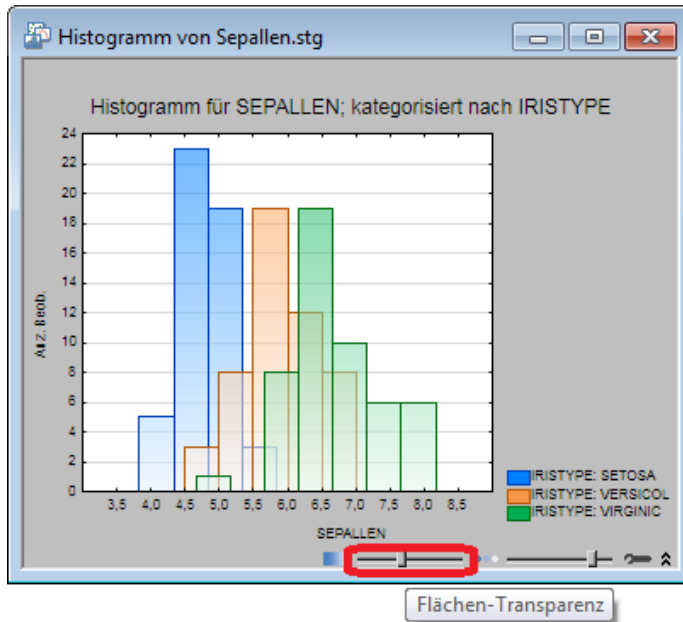 Histogramm von Sepallen.stg
Histogramm für SEPALLEN; kategorisiert nach IRISTYPE
24
22
20
18
16
14
12
10
8
6
4
2
0
Anz. Beob.
3,5 4,0 4,5 5,0 5,5 6,0 6,5 7,0 7,5 8,0 8,5
SEPALLEN
IRISTYPE: SETOSA
IRISTYPE: VERSICOL
IRISTYPE: VIRGINIC
Flächen-Transparenz